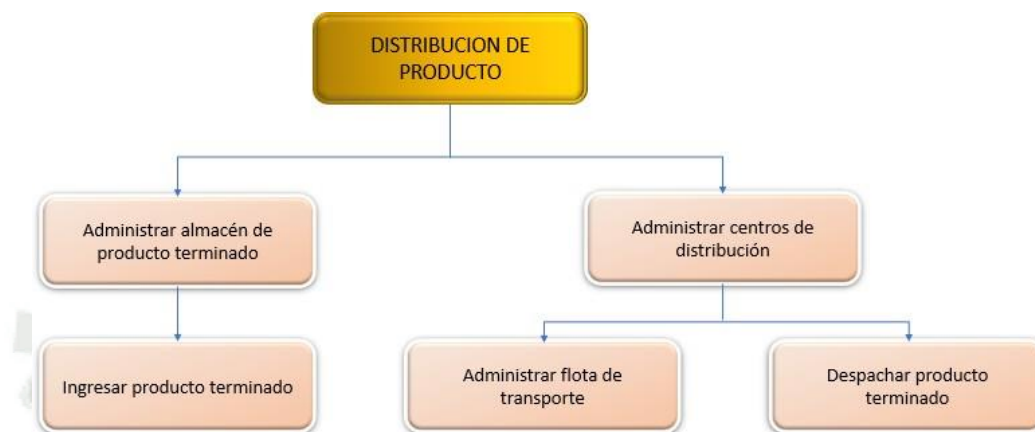 DISTRIBUCION DE
PRODUCTO
Administrar almacén de
producto terminado
Administrar centros de
distribución
Ingresar producto terminado
Administrar flota de
transporte
Despachar producto
terminado